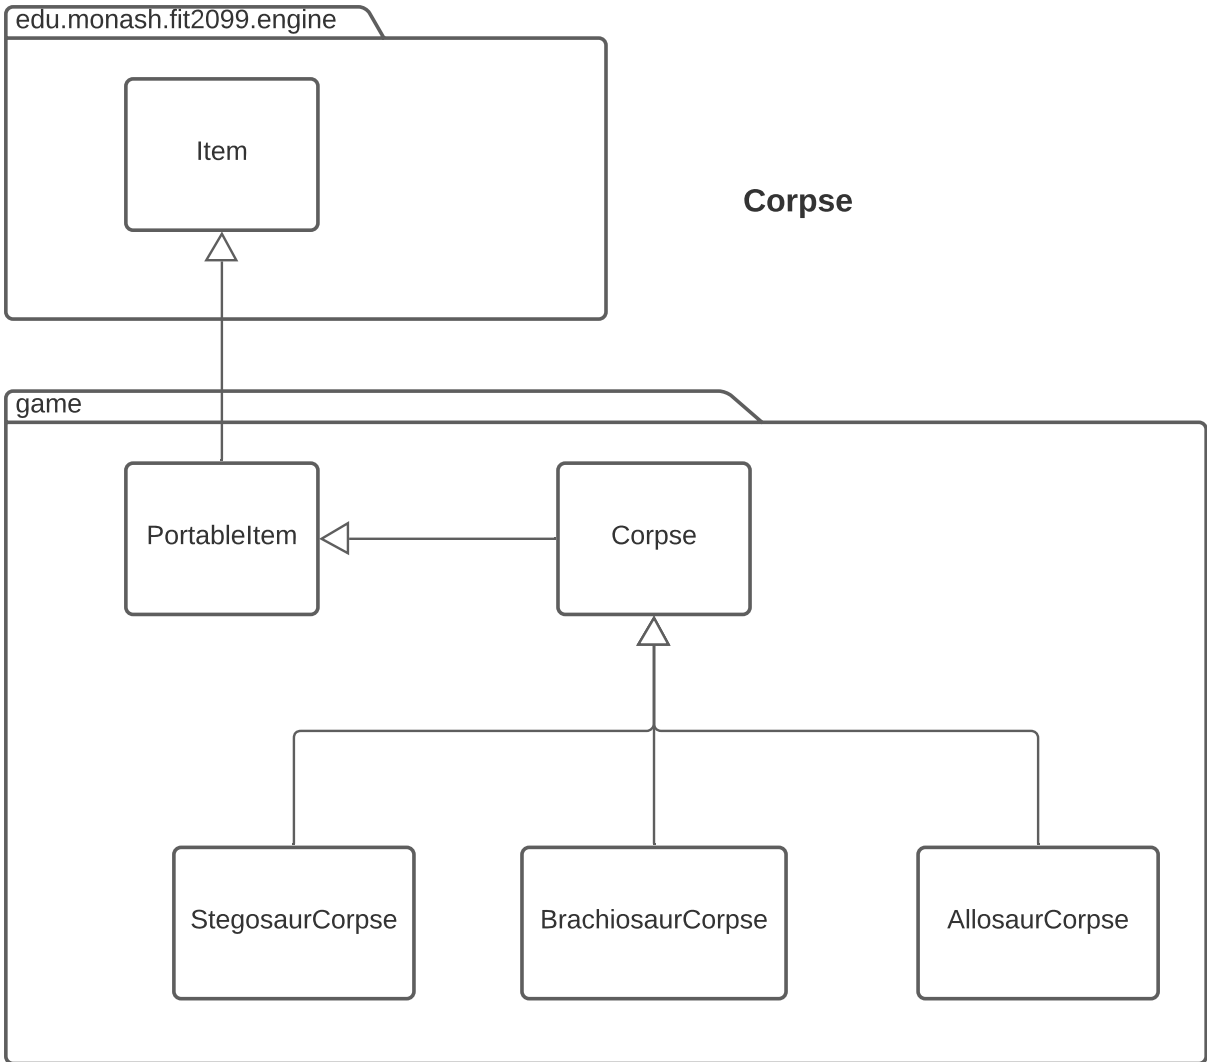 edu.monash.fit2099.engine
Item
Corpse
game
PortableItem
Corpse
StegosaurCorpse
BrachiosaurCorpse
AllosaurCorpse